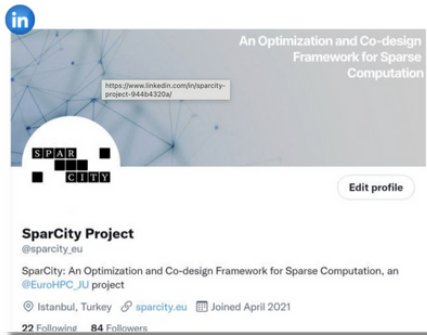 in
An Optimization and Co-design
Framework for Sparse
Computation
https://www.linkedin.com/in/sparcity-
project-944b4320a/
SPAR
CITY
Edit profile
SparCity Project
@sparcity_eu
SparCity: An Optimization and Co-design Framework for Sparse Computation, an
@EuroHPC_JU project
Istanbul, Turkey sparcity.eu Joined April 2021
22 Following 84 Followers